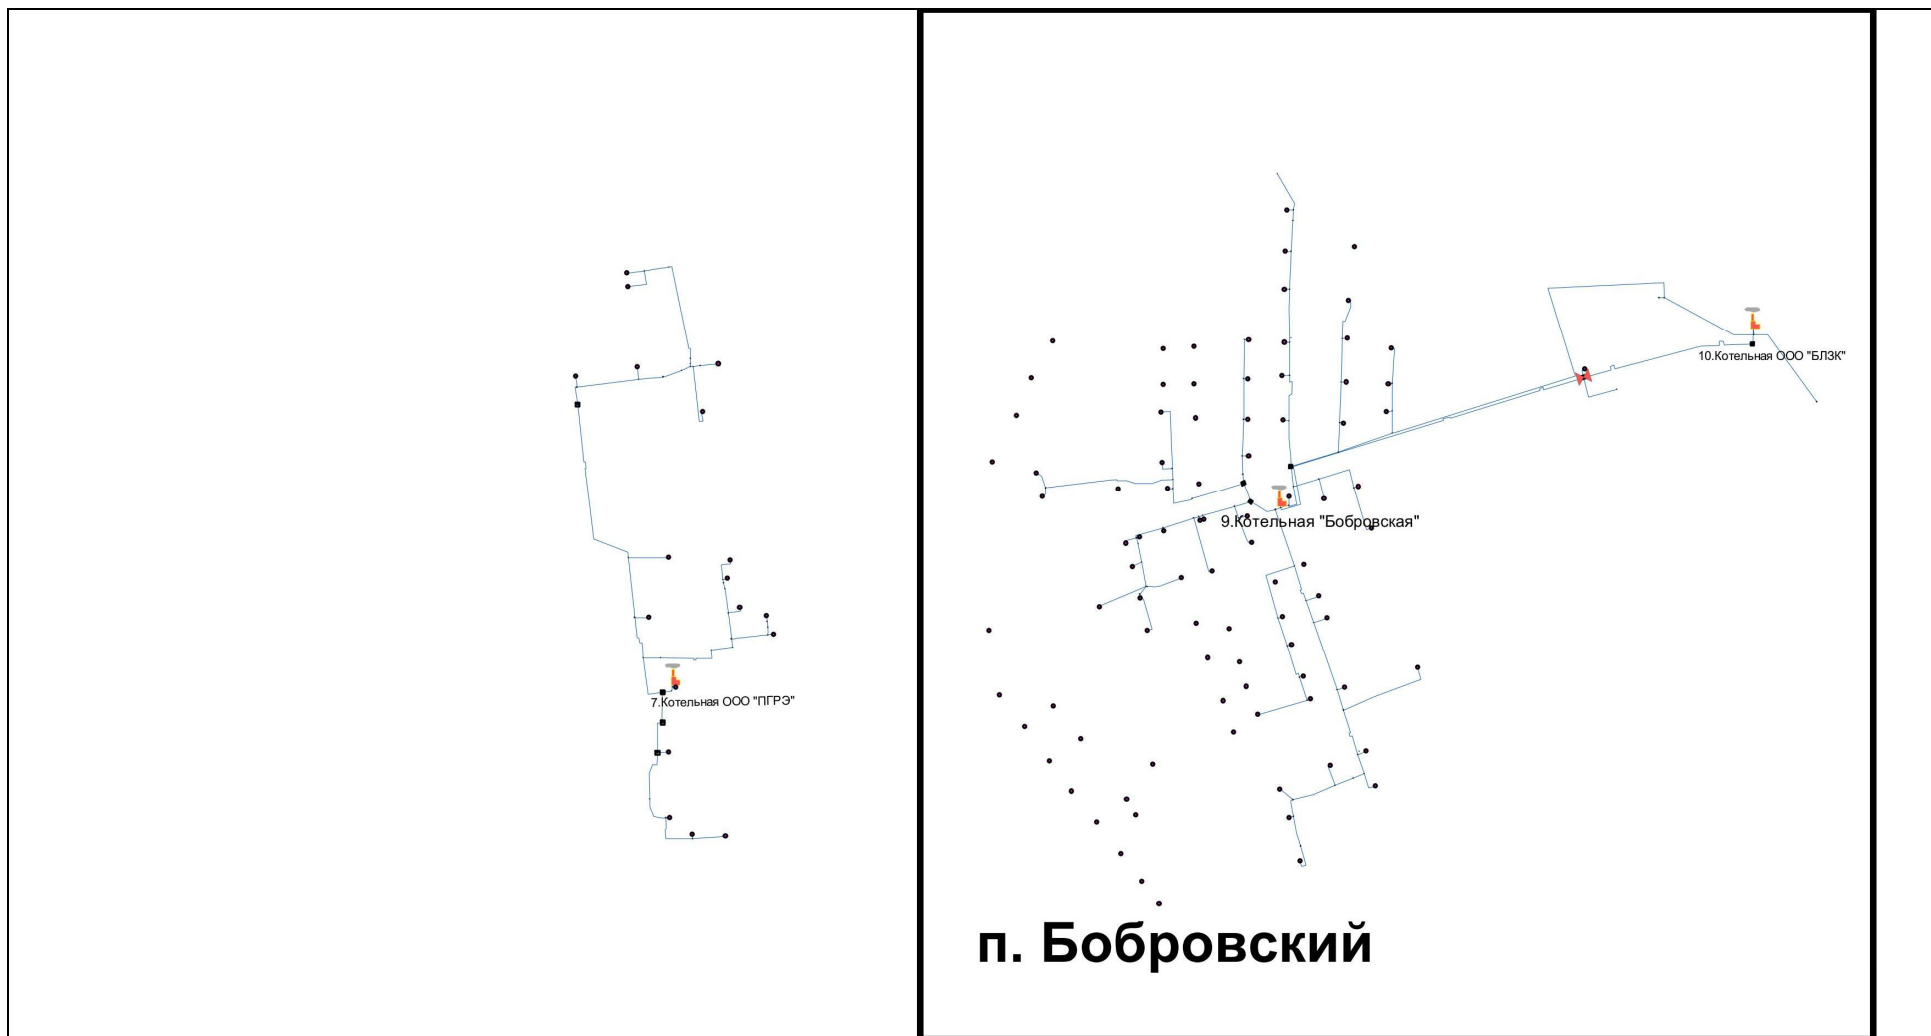 10.Котельная ООО "БЛЗК"
9.Котельная "Бобровская"
7.Котельная ООО "ПГРЭ"
п. Бобровский